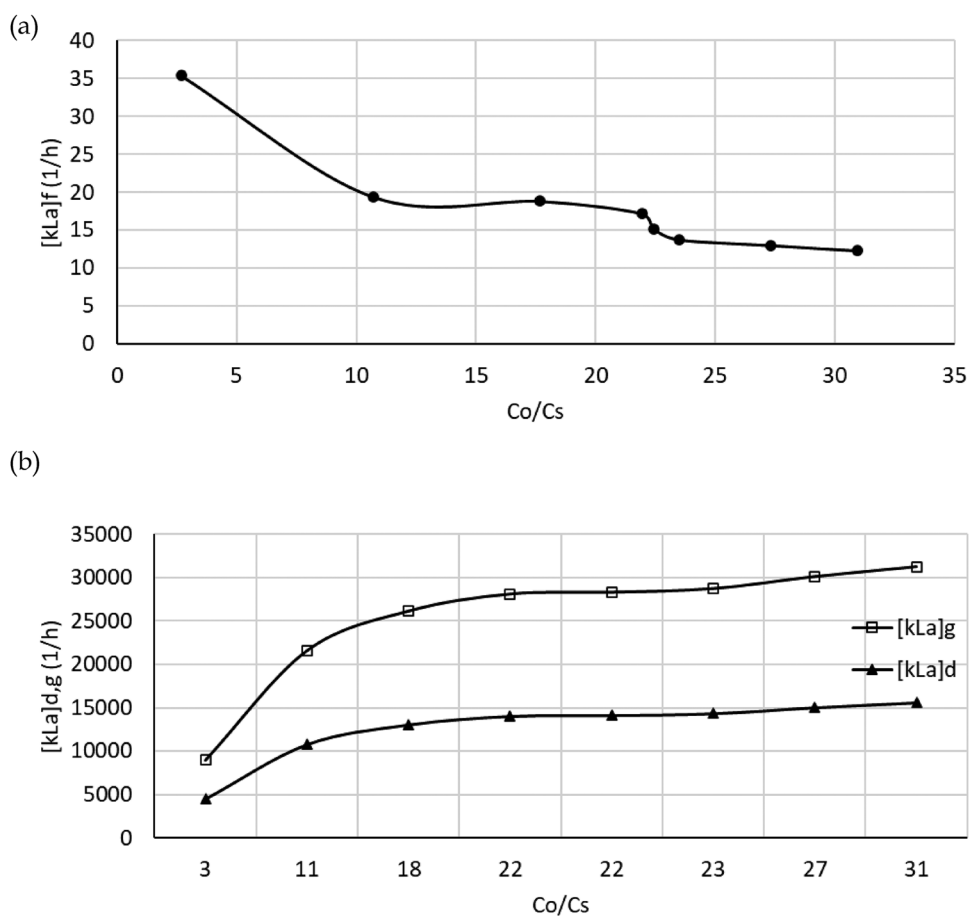 (a)
40
35
30
25
20
15
10
5
0
[kLa]f (1/h)
0 5 10 15 20 25 30 35
Co/Cs
(b)
35000
30000
25000
20000
15000
10000
5000
0
[kLa]d,g (1/h)
[kLa]g
[kLa]d
3 11 18 22 22 23 27 31
Co/Cs